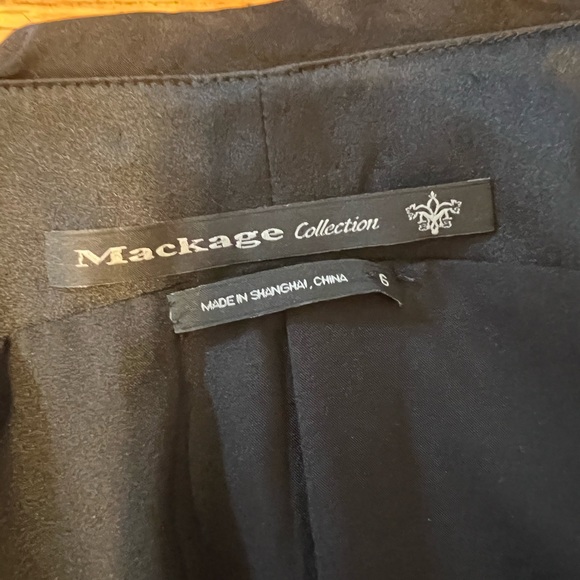 Mackage Collection
MADE IN SHANGHAI, CHINA 6